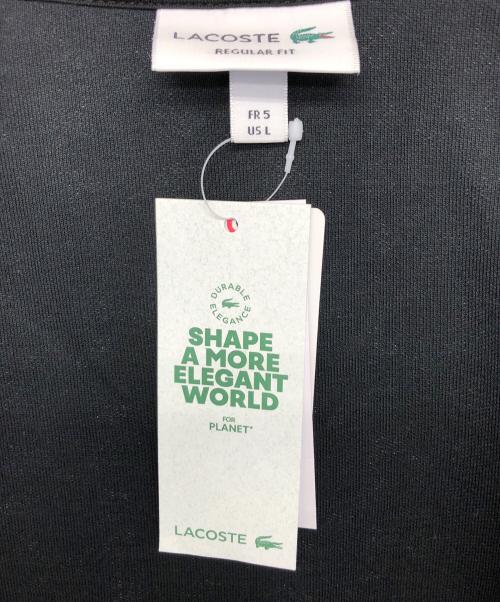 LACOSTE
REGULAR FIT
FR 5
US L
DURABLE
ELEGANCE
SHAPE
A MORE
ELEGANT
WORLD
FOR
PLANET*
LACOSTE